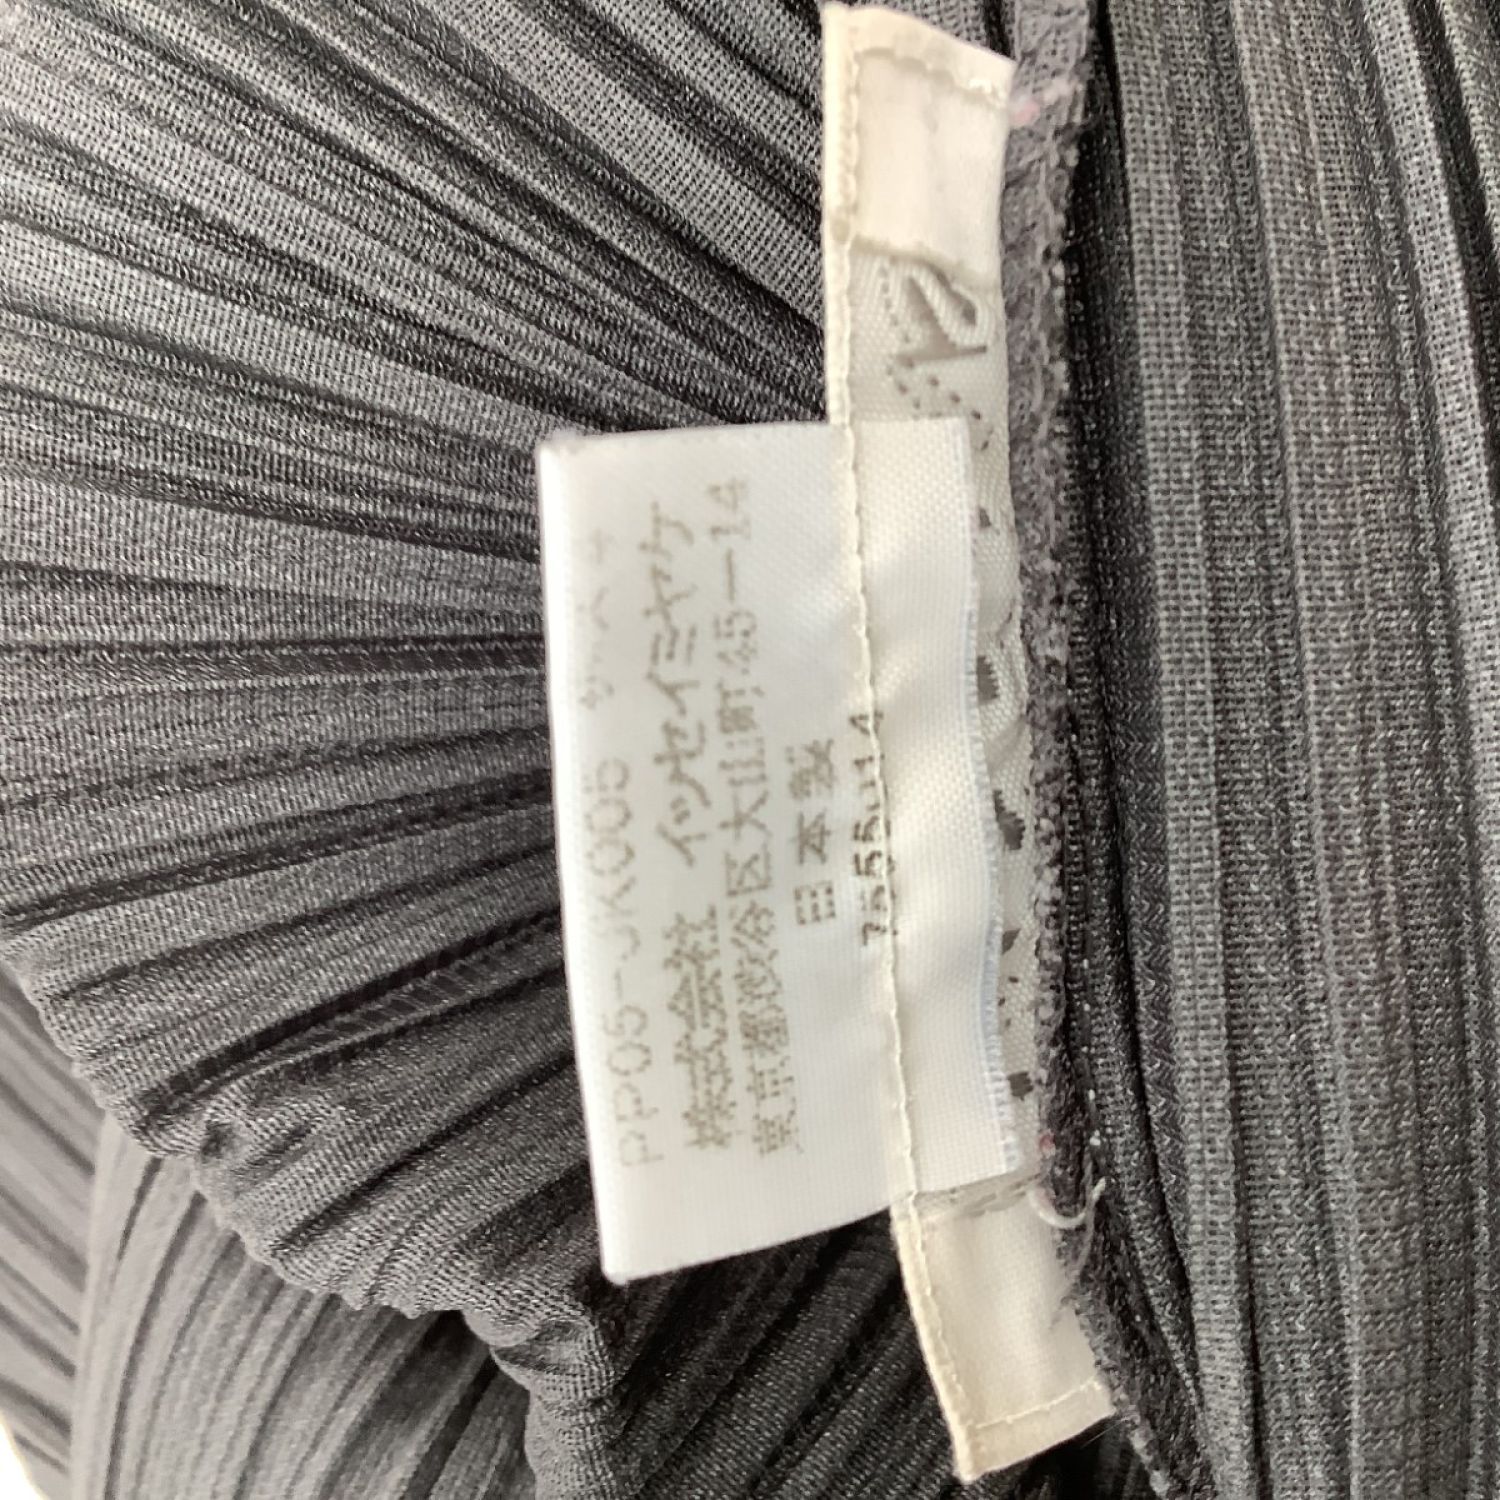 PP05-JK005
株式会社 イッセイミヤケ
東京都渋谷区大山町45-14
日本製